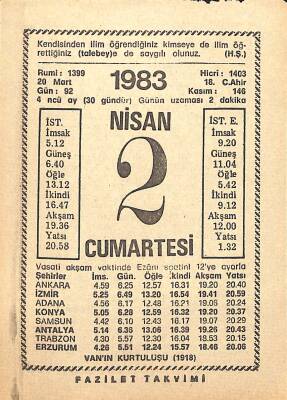 Kendisinden ilim öğrendiğiniz kimseye de ilim öğ-
rettiğiniz (talebey)e de saygılı olunuz. (H.Ş.)
Rumi : 1399 1983 Hicri : 1403
20 Mart 18. C.Ahir
Gün : 92 Kasım : 146
4 ncü ay (30 gündür) Günün uzaması 2 dakika
NİSAN
2
CUMARTESİ
İST.
İmsak
5.12
Güneş
6.40
Öğle
13.12
İkindi
16.47
Akşam
19.36
Yatsı
20.58
İST. E.
İmsak
9.20
Güneş
11.04
Öğle
5.42
İkindi
9.12
Akşam
12.00
Yatsı
1.32
Vasati akşam vaktinde Ezâni saatini 12'ye ayarla
Şehirler İms. Gün. Öğle İkindi Akşam Yatsı
ANKARA 4.59 6.25 12.57 16.31 19.20 20.40
İZMİR 5.25 6.49 13.20 16.54 19.41 20.59
ADANA 4.56 6.17 12.48 16.21 19.06 20.24
KONYA 5.05 6.28 12.59 16.32 19.20 20.37
SAMSUN 4.42 6.10 12.43 16.17 19.07 20.29
ANTALYA 5.14 6.35 13.06 16.39 19.26 20.43
TRABZON 4.30 5.57 12.30 16.04 18.53 20.15
ERZURUM 4.26 5.51 12.24 15.57 18.46 20.06
VAN'IN KURTULUŞU (1918)
FAZİLET TAKVİMİ